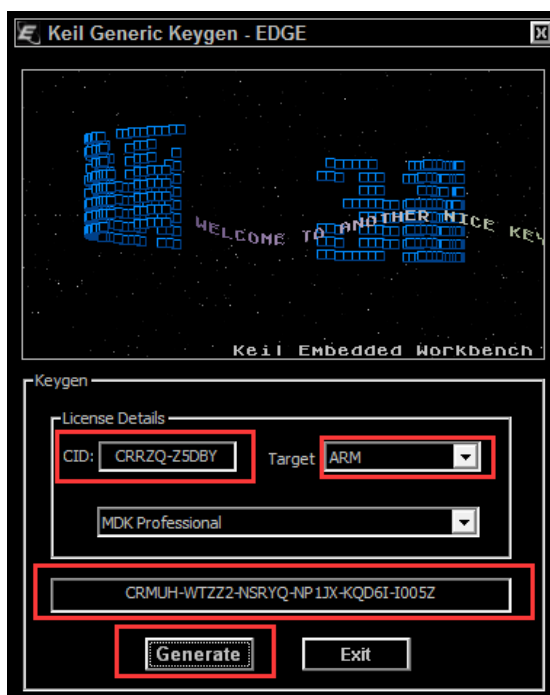 Keil Generic Keygen - EDGE
WELCOME TO ANOTHER NICE KEY
Keil Embedded Workbench
Keygen
License Details
CID: CRRZQ-Z5DBY Target ARM
MDK Professional
CRMUH-WTZZ2-NSRYQ-NP1JX-KQD6I-I005Z
Generate Exit